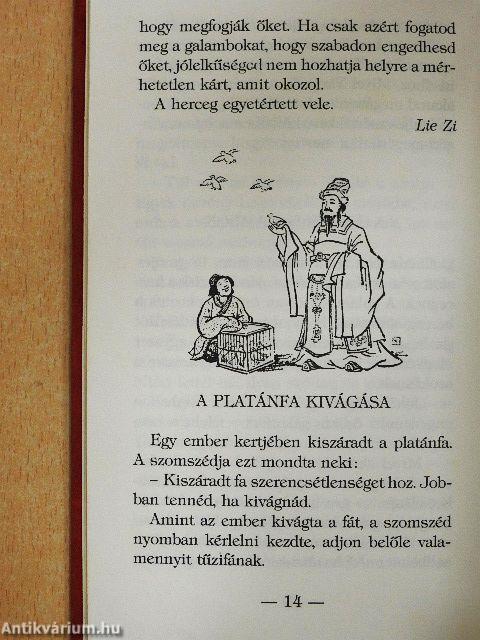 hogy megfogják őket. Ha csak azért fogatod
meg a galambokat, hogy szabadon engedhesd
őket, jólelkűséged nem hozhatja helyre a mér-
hetetlen kárt, amit okozol.
A herceg egyetértett vele.
Lie Zi
A PLATÁNFA KIVÁGÁSA
Egy ember kertjében kiszáradt a platánfa.
A szomszédja ezt mondta neki:
– Kiszáradt fa szerencsétlenséget hoz. Job-
ban tennéd, ha kivágnád.
Amint az ember kivágta a fát, a szomszéd
nyomban kérlelni kezdte, adjon belőle vala-
mennyit tűzifának.
— 14 —
Antikvárium.hu